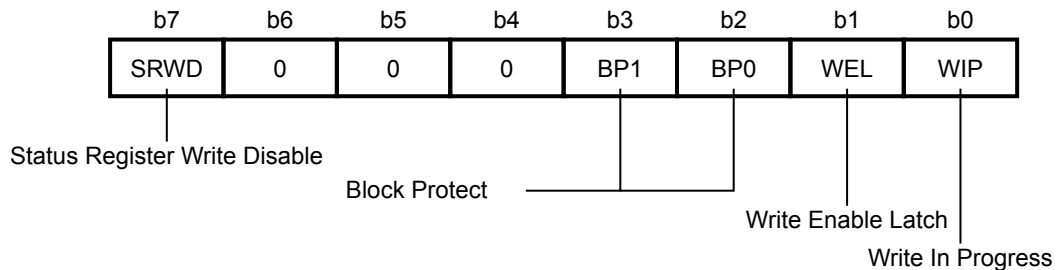 b7 b6 b5 b4 b3 b2 b1 b0
SRWD 0 0 0 BP1 BP0 WEL WIP
Status Register Write Disable
Block Protect
Write Enable Latch
Write In Progress